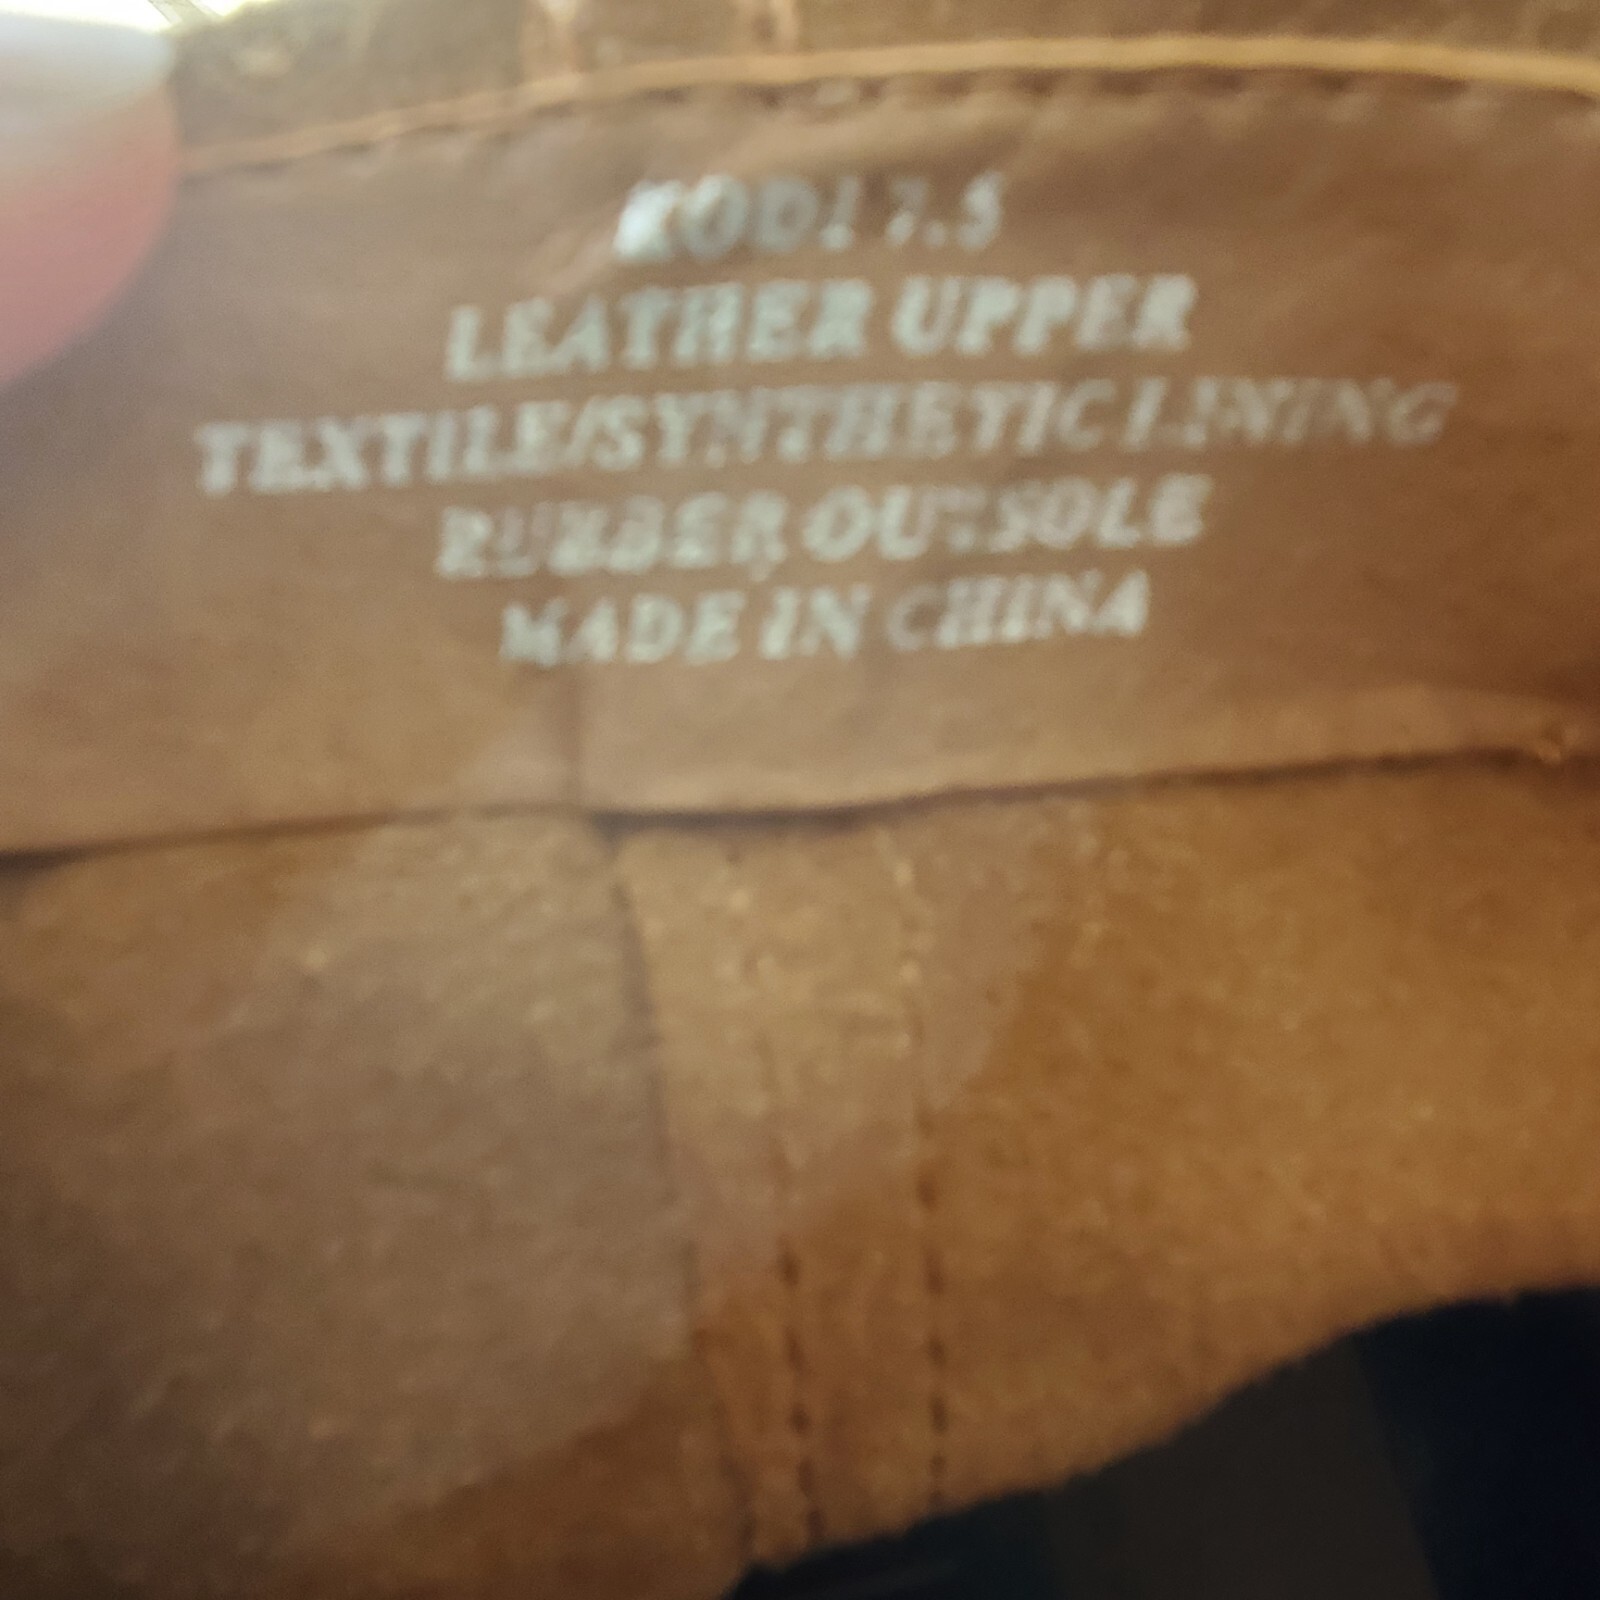 KODI 7.5
LEATHER UPPER
TEXTILE/SYNTHETIC LINING
RUBBER OUTSOLE
MADE IN CHINA